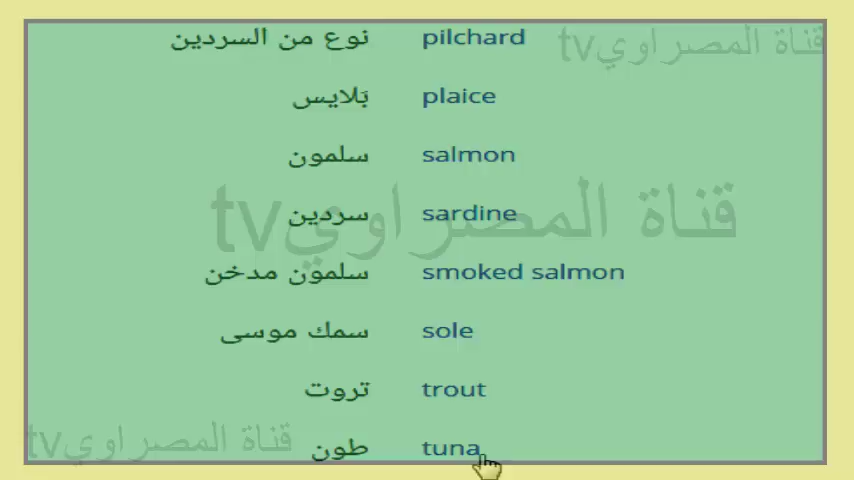 نوع من السردين pilchard
قناة المصراويtv
بَلايس plaice
سلمون salmon
سردين sardine
قناة المصراويtv
سلمون مدخن smoked salmon
سمك موسى sole
تروت trout
قناة المصراويtv
طون tuna